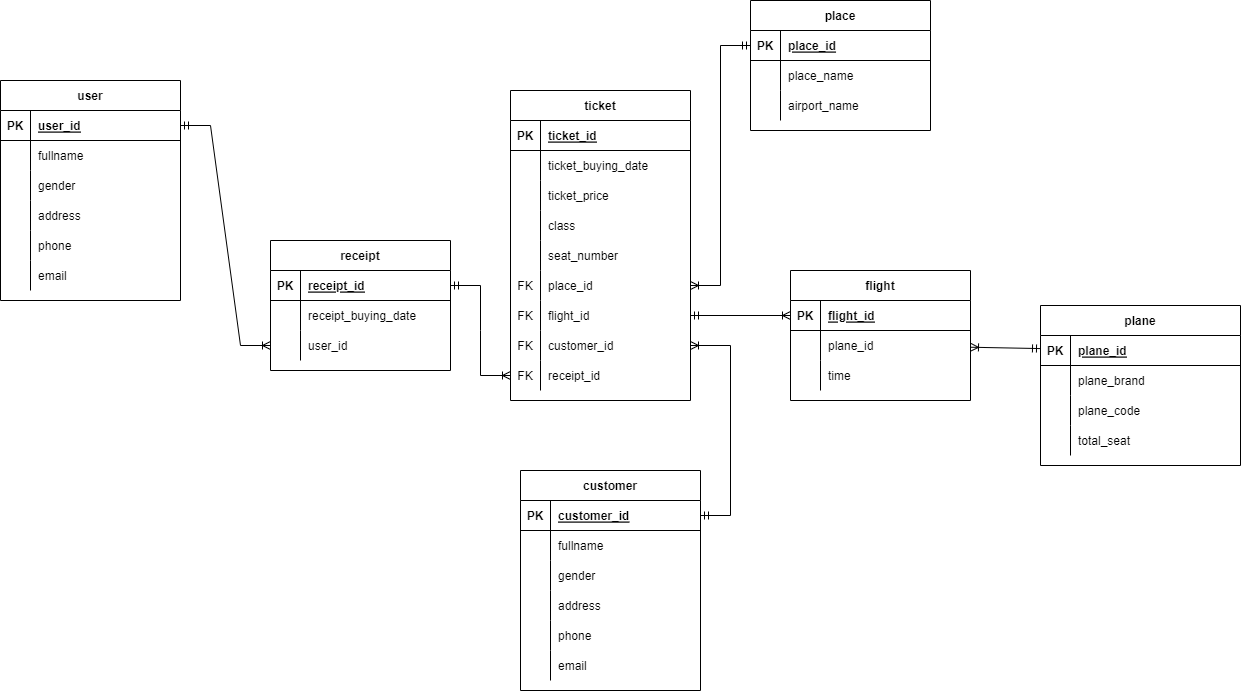 place
PK place_id
place_name
airport_name
user
PK user_id
fullname
gender
address
phone
email
ticket
PK ticket_id
ticket_buying_date
ticket_price
class
seat_number
FK place_id
FK flight_id
FK customer_id
FK receipt_id
receipt
PK receipt_id
receipt_buying_date
user_id
flight
PK flight_id
plane_id
time
plane
PK plane_id
plane_brand
plane_code
total_seat
customer
PK customer_id
fullname
gender
address
phone
email